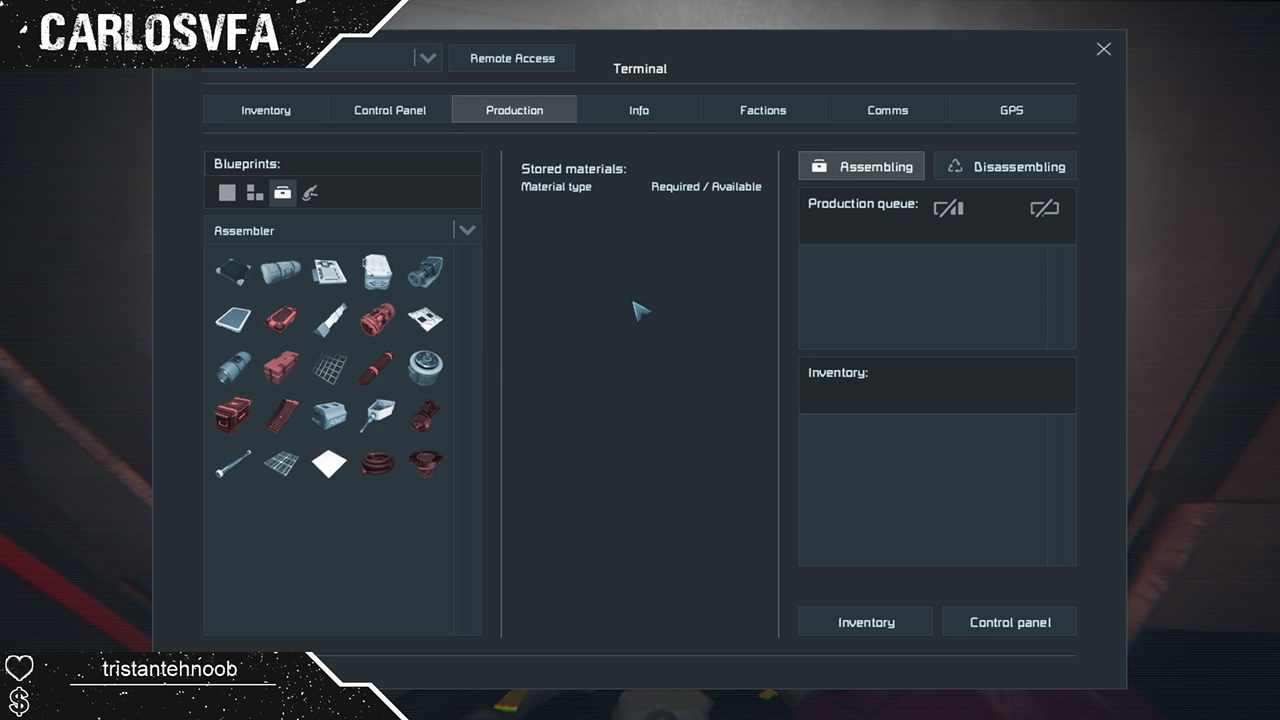 CARLOSVFA
Remote Access
Terminal
Inventory
Control Panel
Production
Info
Factions
Comms
GPS
Blueprints:
Assembler
Stored materials:
Material type
Required / Available
Assembling
Disassembling
Production queue:
Inventory:
Inventory
Control panel
tristantehnoob
$